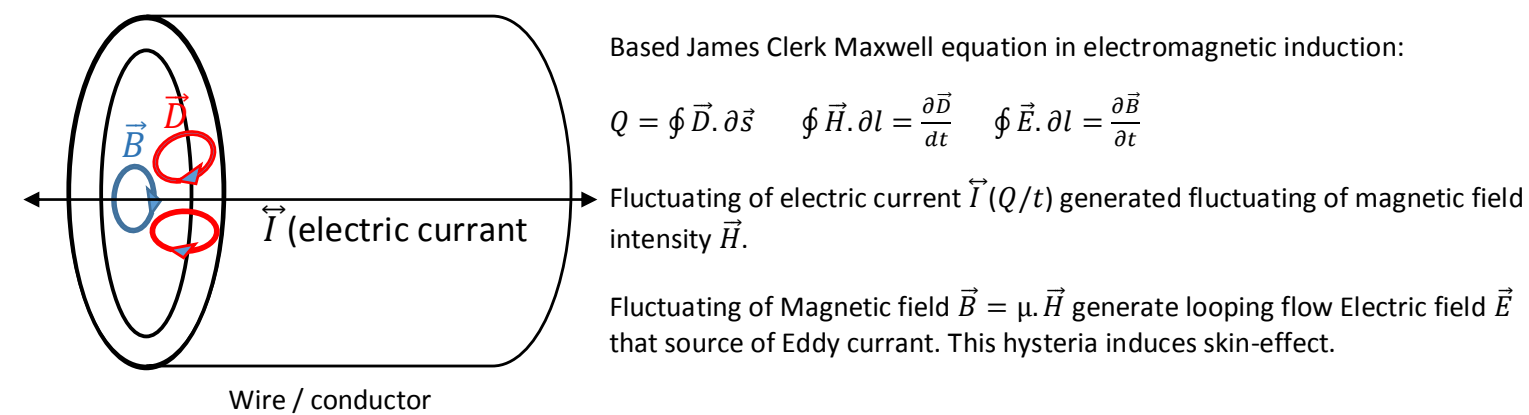 Based James Clerk Maxwell equation in electromagnetic induction:
Q = ∮ D⃗. ∂s⃗   ∮ H⃗. ∂l = ∂D⃗/dt   ∮ E⃗. ∂l = ∂B⃗/∂t
D⃗
B⃗
I⃡ (electric currant
Fluctuating of electric current I⃡ (Q/t) generated fluctuating of magnetic field
intensity H⃗.
Fluctuating of Magnetic field B⃗ = μ. H⃗ generate looping flow Electric field E⃗
that source of Eddy currant. This hysteria induces skin-effect.
Wire / conductor